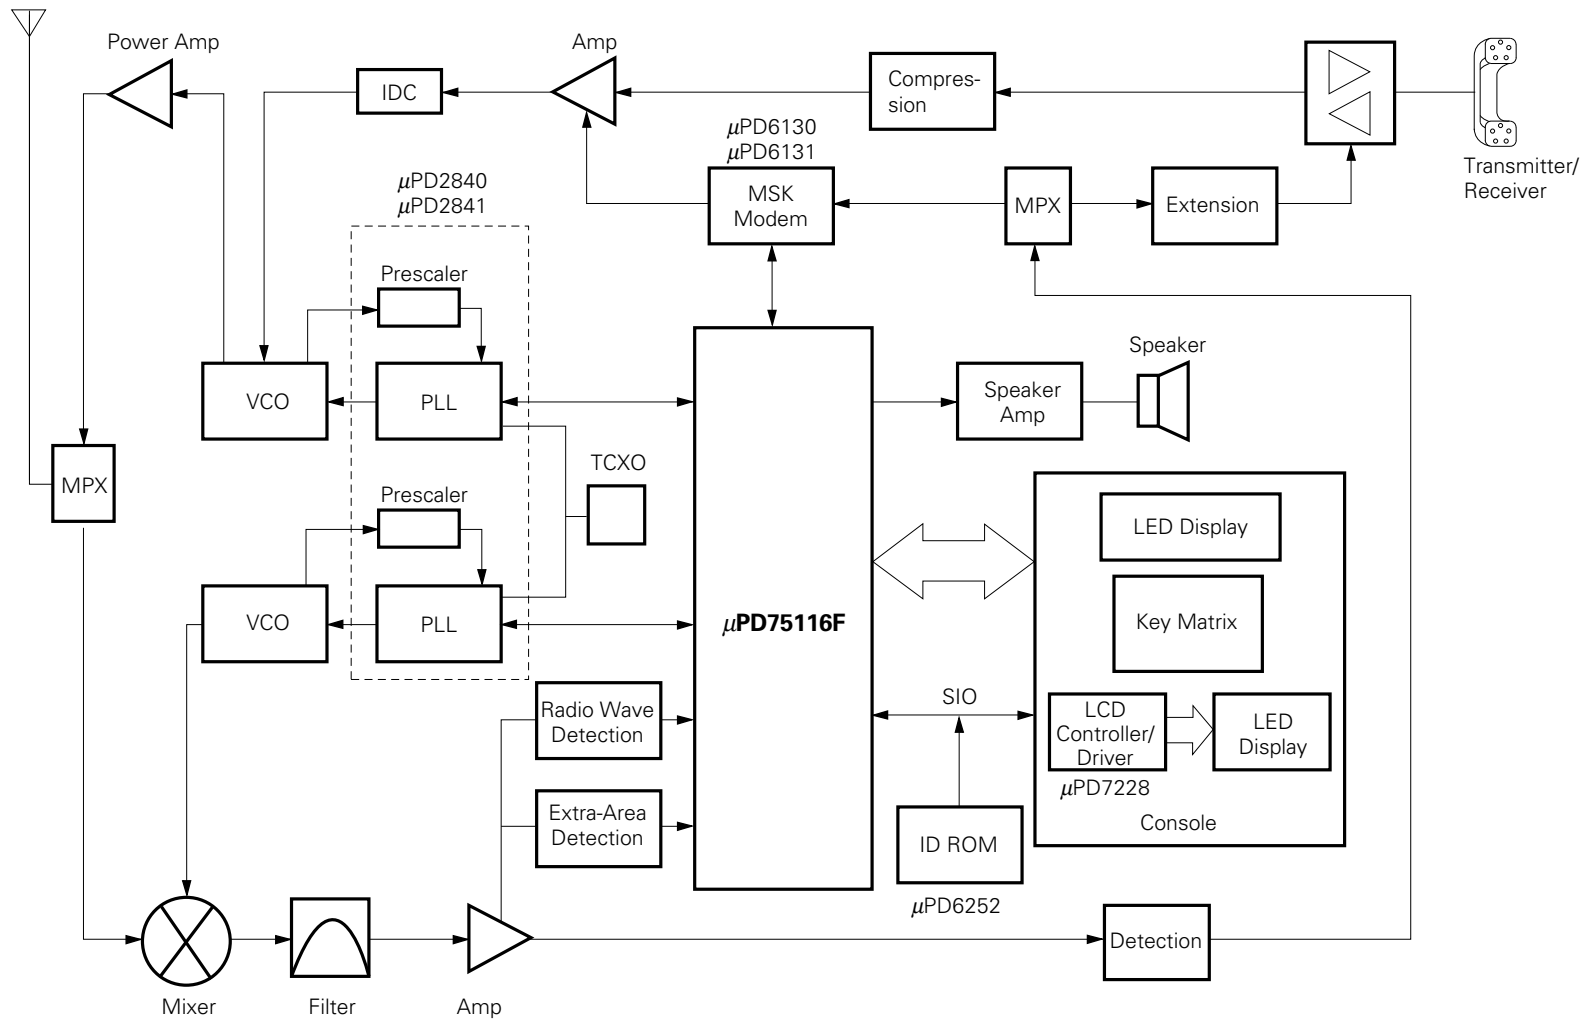 Power Amp
Amp
IDC
Compres-
sion
μPD6130
μPD6131
MSK
Modem
MPX
Extension
Transmitter/
Receiver
μPD2840
μPD2841
Prescaler
VCO
PLL
Speaker
Speaker
Amp
MPX
TCXO
Prescaler
VCO
PLL
μPD75116F
LED Display
Key Matrix
SIO
LCD
Controller/
Driver
μPD7228
LED
Display
Console
Radio Wave
Detection
Extra-Area
Detection
ID ROM
μPD6252
Detection
Mixer
Filter
Amp